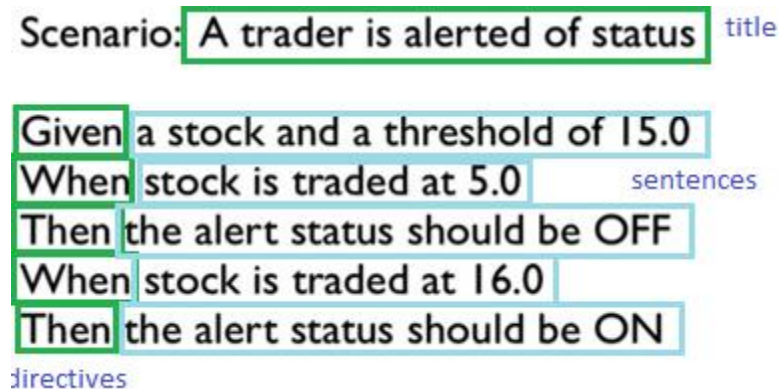 Scenario: A trader is alerted of status title
Given a stock and a threshold of 15.0
When stock is traded at 5.0 sentences
Then the alert status should be OFF
When stock is traded at 16.0
Then the alert status should be ON
directives